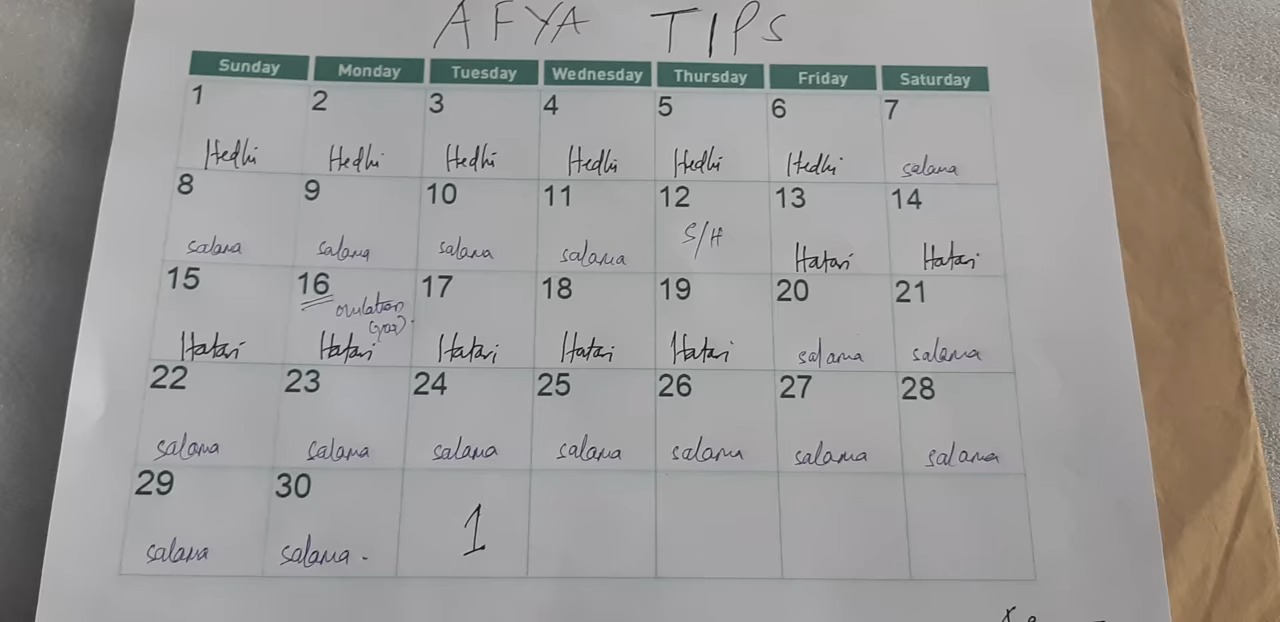 AFYA TIPS
Sunday Monday Tuesday Wednesday Thursday Friday Saturday
1 2 3 4 5 6 7
Hedhi Hedhi Hedhi Hedhi Hedhi Hedhi salama
8 9 10 11 12 13 14
salama salama salama salama S/H Hatari Hatari
15 16 17 18 19 20 21
ovulation
Hatari Hatari Hatari Hatari Hatari salama salama
22 23 24 25 26 27 28
salama salama salama salama salama salama salama
29 30
salama salama
1